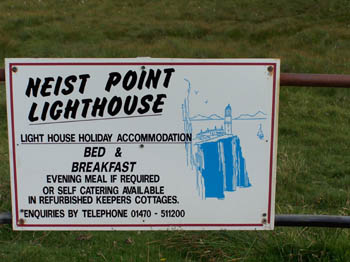 NEIST POINT
LIGHTHOUSE
LIGHT HOUSE HOLIDAY ACCOMMODATION
BED &
BREAKFAST
EVENING MEAL IF REQUIRED
OR SELF CATERING AVAILABLE
IN REFURBISHED KEEPERS COTTAGES.
*ENQUIRIES BY TELEPHONE 01470 - 511200